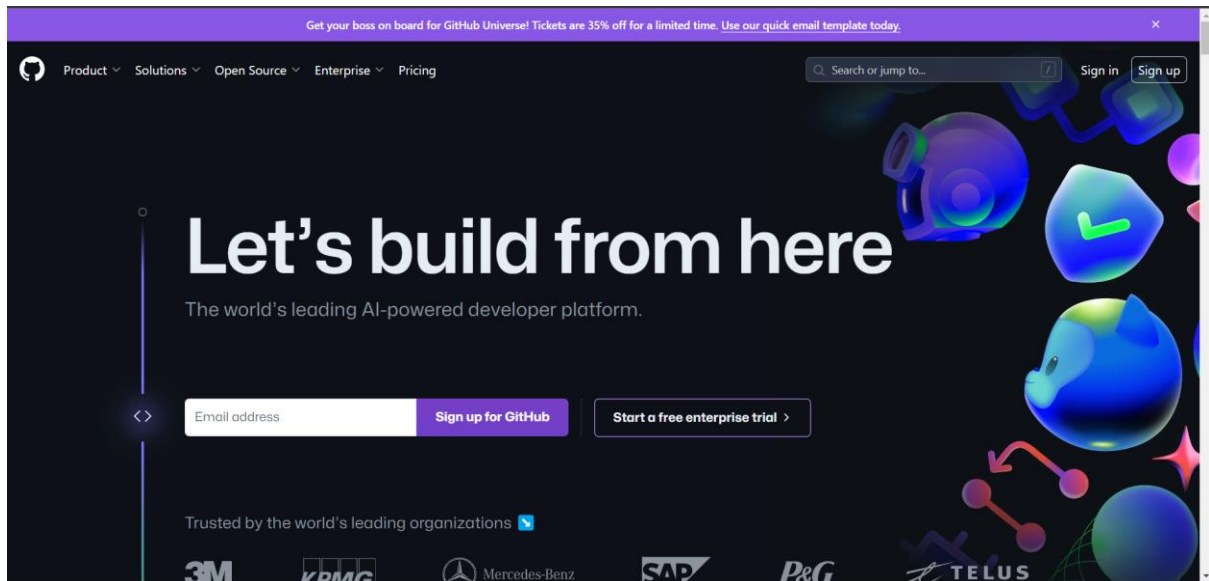 Get your boss on board for GitHub Universe! Tickets are 35% off for a limited time. Use our quick email template today.
Product Solutions Open Source Enterprise Pricing Search or jump to... / Sign in Sign up
Let's build from here
The world's leading AI-powered developer platform.
Email address Sign up for GitHub Start a free enterprise trial >
Trusted by the world's leading organizations
3M KPMG Mercedes-Benz SAP P&G TELUS